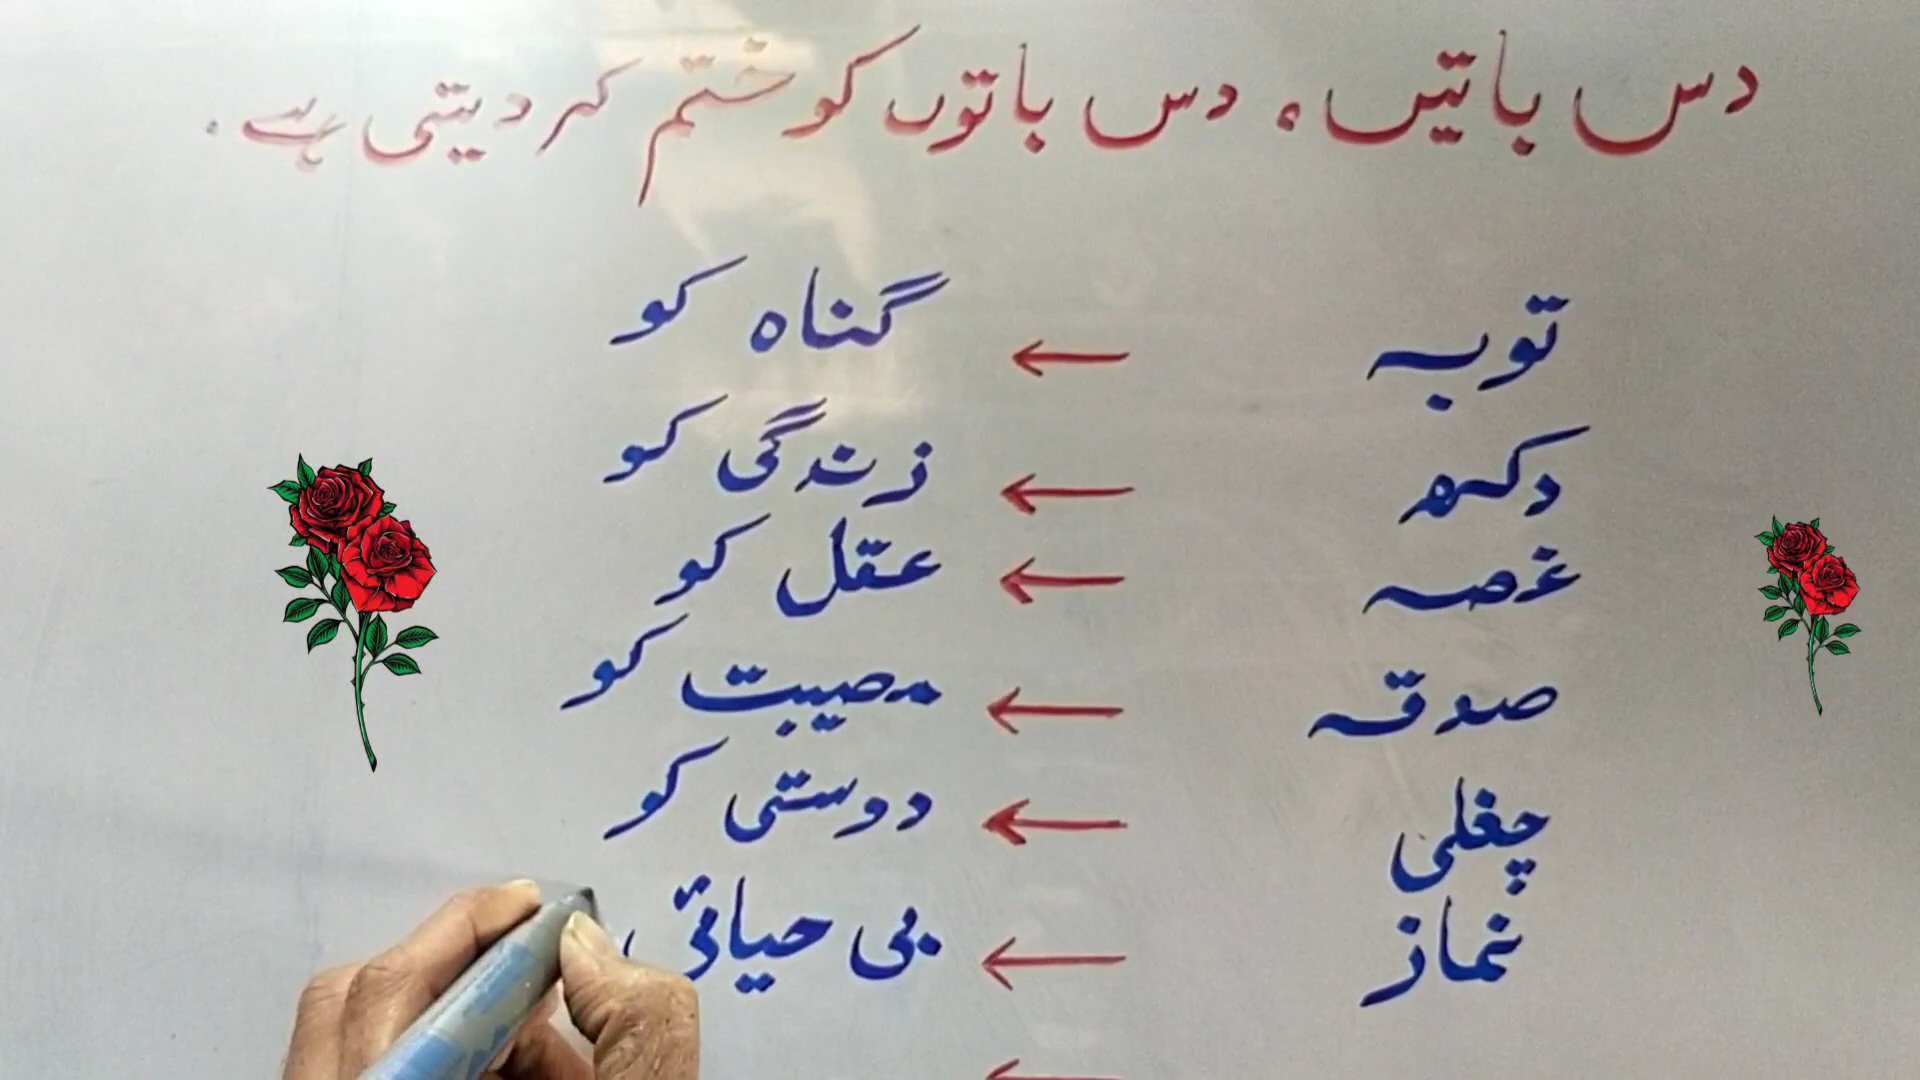 دس باتیں، دس باتوں کو ختم کر دیتی ہے.
توبہ ← گناہ کو
دکھ ← زندگی کو
غصہ ← عقل کو
صدقہ ← مصیبت کو
چغلی ← دوستی کو
نماز ← بی حیائی